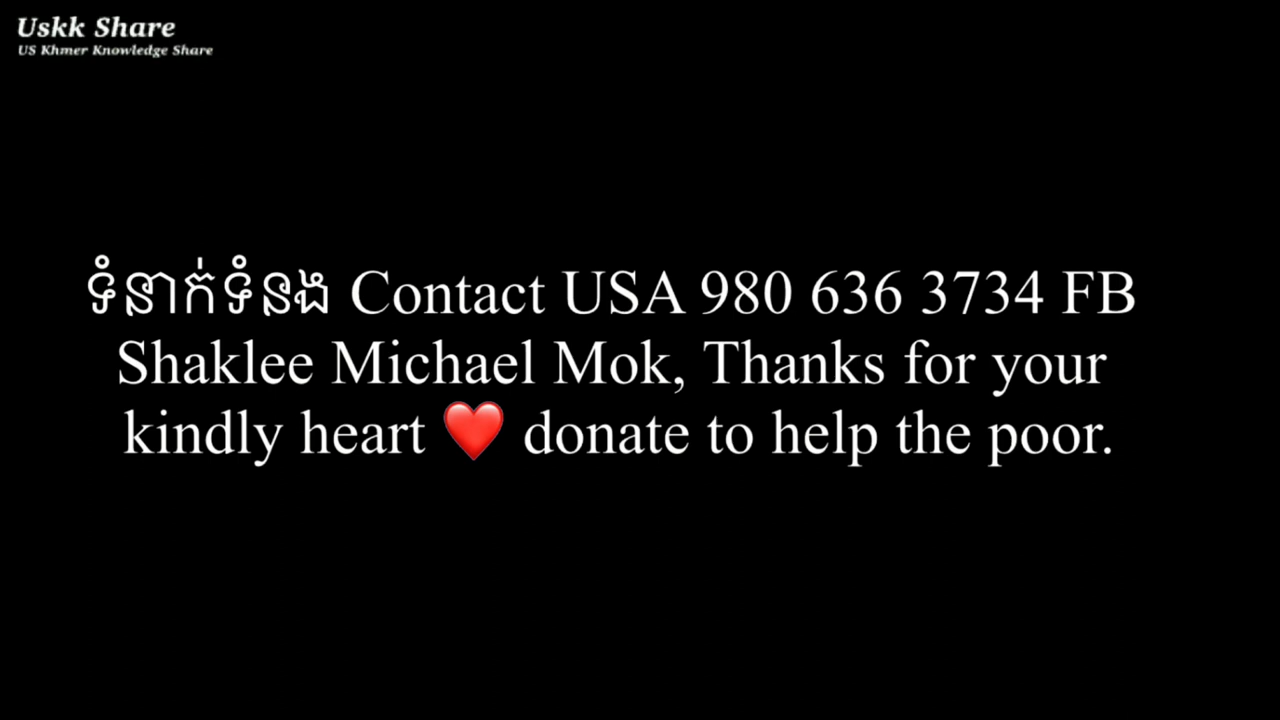 Uskk Share
US Khmer Knowledge Share
ទំនាក់ទំនង Contact USA 980 636 3734 FB
Shaklee Michael Mok, Thanks for your
kindly heart ❤️ donate to help the poor.